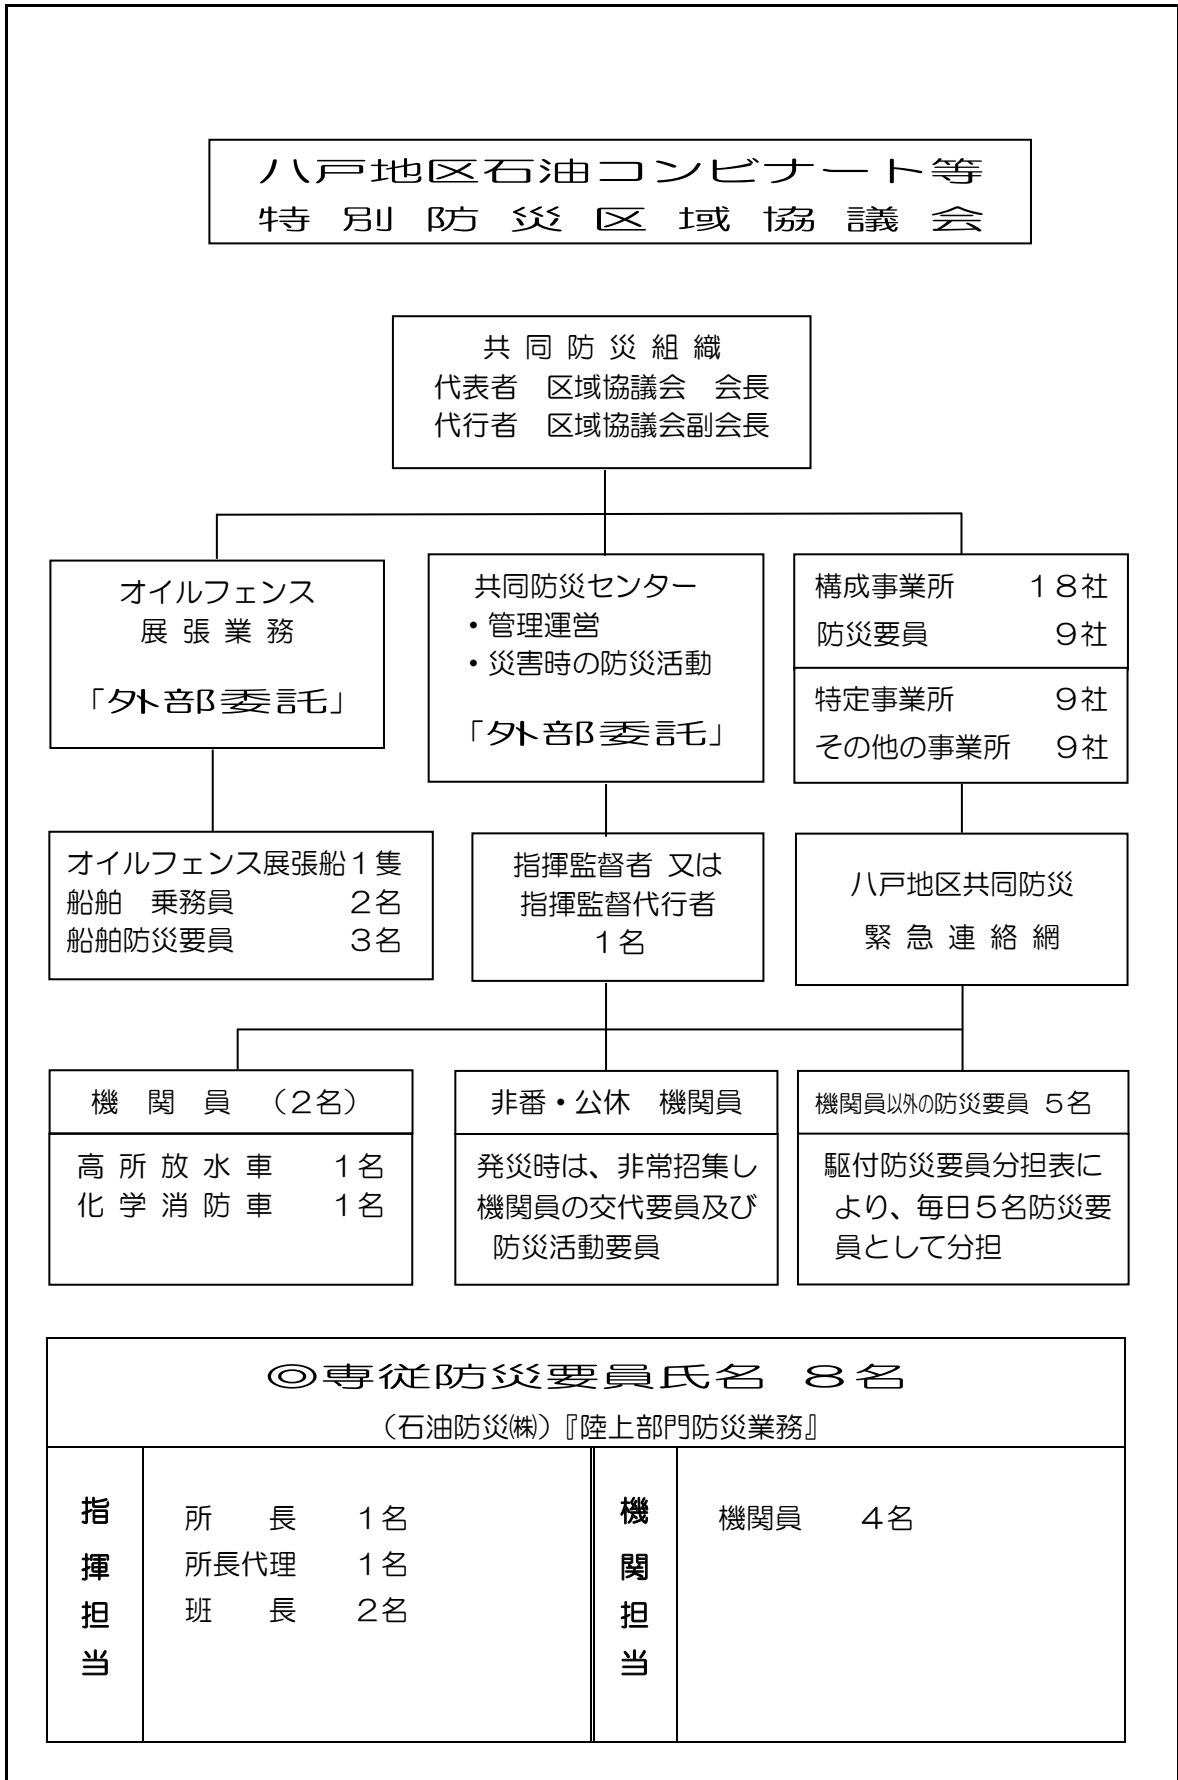 八戸地区石油コンビナート等
特別防災区域協議会
共同防災組織
代表者　区域協議会　会長
代行者　区域協議会副会長
オイルフェンス
展張業務
「外部委託」
共同防災センター
・管理運営
・災害時の防災活動
「外部委託」
構成事業所　　１８社
防災要員　　９社
特定事業所　　９社
その他の事業所　９社
オイルフェンス展張船１隻
船舶　乗務員　　２名
船舶防災要員　　３名
指揮監督者 又は
指揮監督代行者
１名
八戸地区共同防災
緊急連絡網
機　関　員　（２名）
高所放水車　　１名
化学消防車　　１名
非番・公休　機関員
発災時は、非常招集し
機関員の交代要員及び
防災活動要員
機関員以外の防災要員 ５名
駆付防災要員分担表に
より、毎日５名防災要
員として分担
◎専従防災要員氏名　８名
（石油防災㈱）『陸上部門防災業務』
指揮担当
所　　長　　１名
所長代理　　１名
班　　長　　２名
機関担当
機関員　　４名